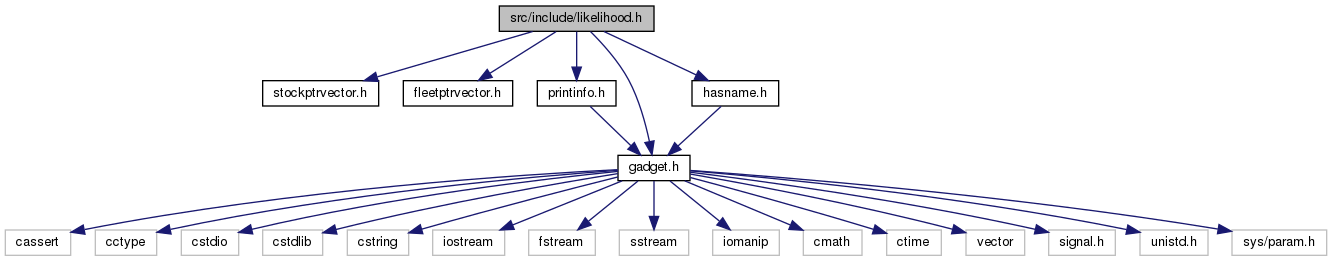 src/include/likelihood.h
stockptrvector.h
fleetptrvector.h
printinfo.h
hasname.h
gadget.h
cassert
cctype
cstdio
cstdlib
cstring
iostream
fstream
sstream
iomanip
cmath
ctime
vector
signal.h
unistd.h
sys/param.h